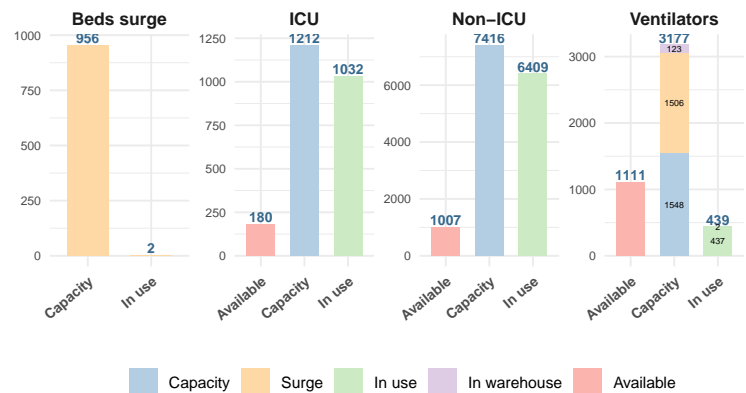 Beds surge
ICU
Non−ICU
Ventilators
1000
750
500
250
0
956
2
Capacity
In use
1250
1000
750
500
250
0
180
1212
1032
Available
Capacity
In use
6000
4000
2000
0
1007
7416
6409
Available
Capacity
In use
3000
2000
1000
0
1111
3177
123
1506
1548
439
2
437
Available
Capacity
In use
Capacity
Surge
In use
In warehouse
Available